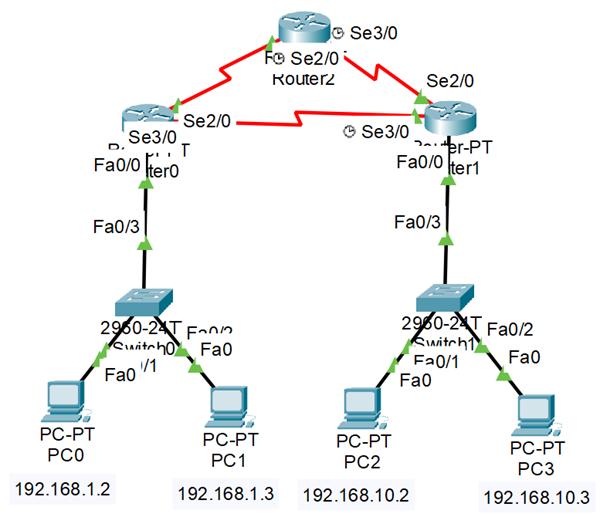 Se3/0
Se2/0
Router2
Se2/0
Se2/0
Se3/0
Se3/0
Fa0/0
Fa0/0
Fa0/3
Fa0/3
2960-24T
Switch0
Fa0
Fa0
2960-24T
Switch1
Fa0/2
Fa0/1
Fa0
Fa0
PC-PT
PC0
PC-PT
PC1
PC-PT
PC2
PC-PT
PC3
192.168.1.2
192.168.1.3
192.168.10.2
192.168.10.3